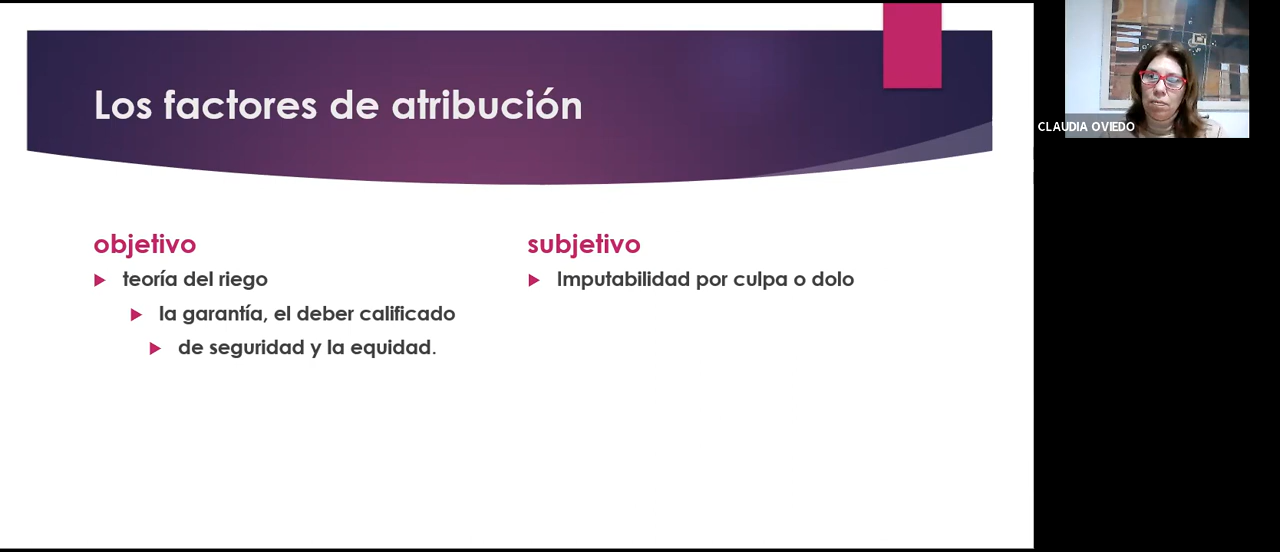 Los factores de atribución
objetivo
teoría del riego
la garantía, el deber calificado
de seguridad y la equidad.
subjetivo
Imputabilidad por culpa o dolo
CLAUDIA OVIEDO